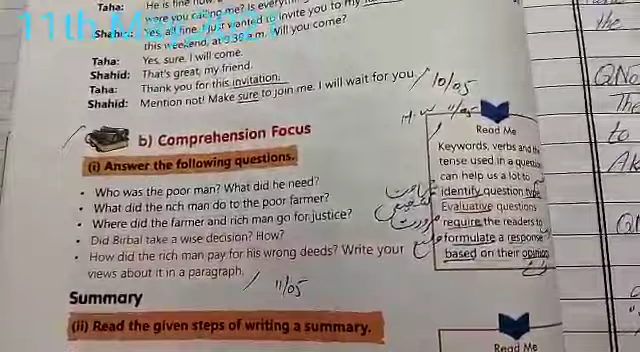 11th May 2021
Taha: He is fine now.
were you calling me? Is everything
Shahid: Yes, all fine. I just wanted to invite you to my
this weekend, at 9:30 a.m. Will you come?
Taha: Yes, sure. I will come.
Shahid: That's great, my friend.
Taha: Thank you for this invitation.
Shahid: Mention not! Make sure to join me. I will wait for you.
10/05
H.W 11/05
b) Comprehension Focus
(i) Answer the following questions.
• Who was the poor man? What did he need?
• What did the rich man do to the poor farmer?
• Where did the farmer and rich man go for justice?
• Did Birbal take a wise decision? How?
• How did the rich man pay for his wrong deeds? Write your
views about it in a paragraph.
11/05
Summary
(ii) Read the given steps of writing a summary.
Read Me
Keywords, verbs and the
tense used in a question
can help us a lot to
identify question type.
Evaluative questions
require the readers to
formulate a response
based on their opinion
Read Me
the
QNo
The
to
Ak